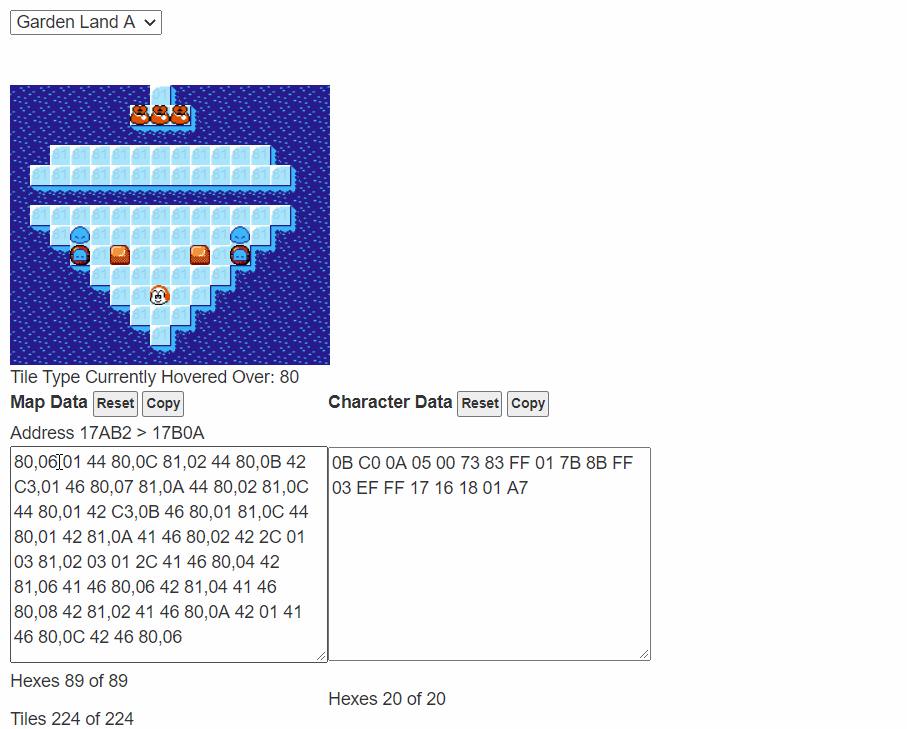 Garden Land A
Tile Type Currently Hovered Over: 80
Map Data Reset Copy
Address 17AB2 > 17B0A
80,06 01 44 80,0C 81,02 44 80,0B 42
C3,01 46 80,07 81,0A 44 80,02 81,0C
44 80,01 42 C3,0B 46 80,01 81,0C 44
80,01 42 81,0A 41 46 80,02 42 2C 01
03 81,02 03 01 2C 41 46 80,04 42
81,06 41 46 80,06 42 81,04 41 46
80,08 42 81,02 41 46 80,0A 42 01 41
46 80,0C 42 46 80,06
Hexes 89 of 89
Tiles 224 of 224
Character Data Reset Copy
0B C0 0A 05 00 73 83 FF 01 7B 8B FF
03 EF FF 17 16 18 01 A7
Hexes 20 of 20